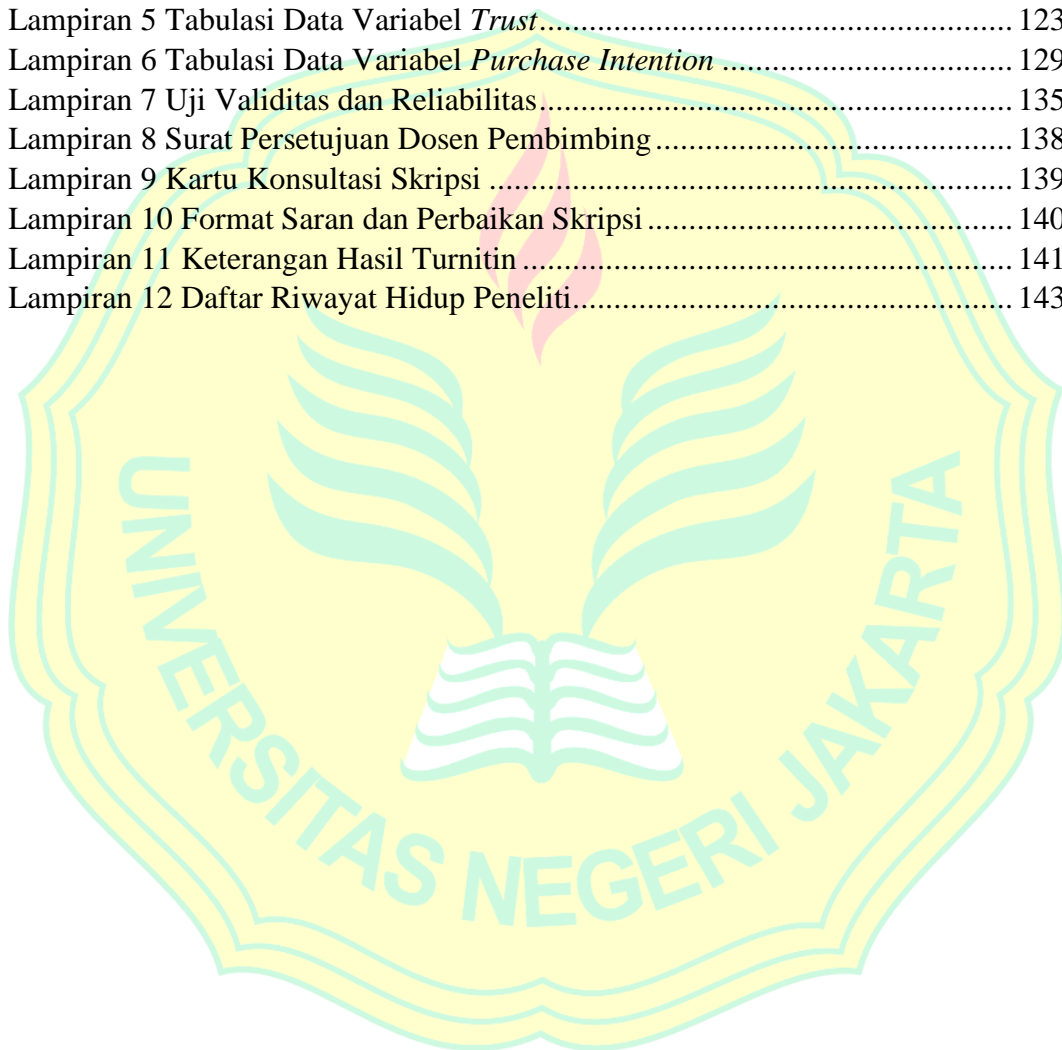 Lampiran 5 Tabulasi Data Variabel Trust........................................................... 123
Lampiran 6 Tabulasi Data Variabel Purchase Intention ................................... 129
Lampiran 7 Uji Validitas dan Reliabilitas........................................................... 135
Lampiran 8 Surat Persetujuan Dosen Pembimbing........................................... 138
Lampiran 9 Kartu Konsultasi Skripsi ................................................................ 139
Lampiran 10 Format Saran dan Perbaikan Skripsi............................................ 140
Lampiran 11 Keterangan Hasil Turnitin ............................................................ 141
Lampiran 12 Daftar Riwayat Hidup Peneliti..................................................... 143
UNIVERSITAS NEGERI JAKARTA